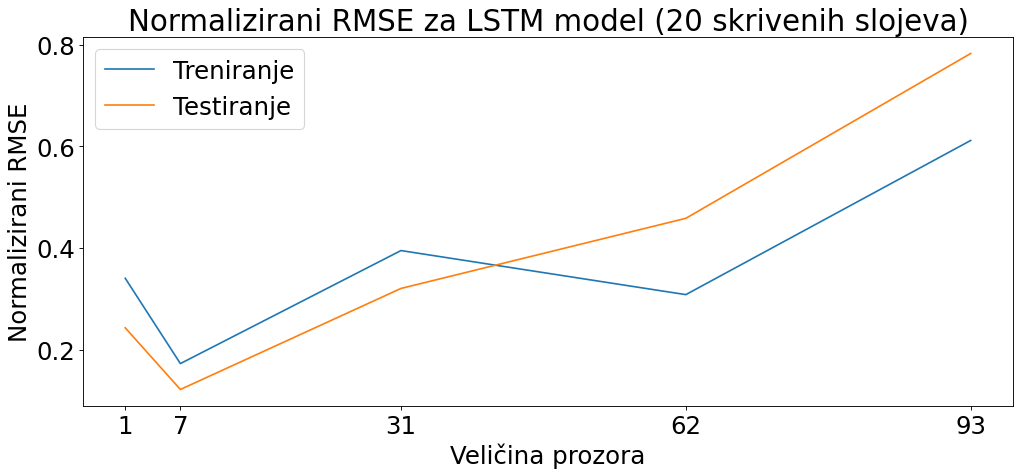 Normalizirani RMSE za LSTM model (20 skrivenih slojeva)
Treniranje
Testiranje
Normalizirani RMSE
0.8
0.6
0.4
0.2
1 7 31 62 93
Veličina prozora